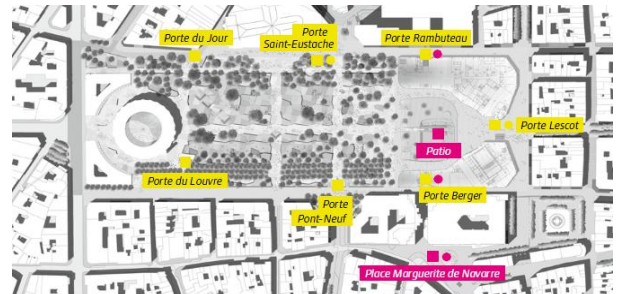 Porte du Jour
Porte
Saint-Eustache
Porte Rambuteau
Porte Lescot
Patio
Porte du Louvre
Porte Berger
Porte
Pont-Neuf
Place Marguerite de Navarre